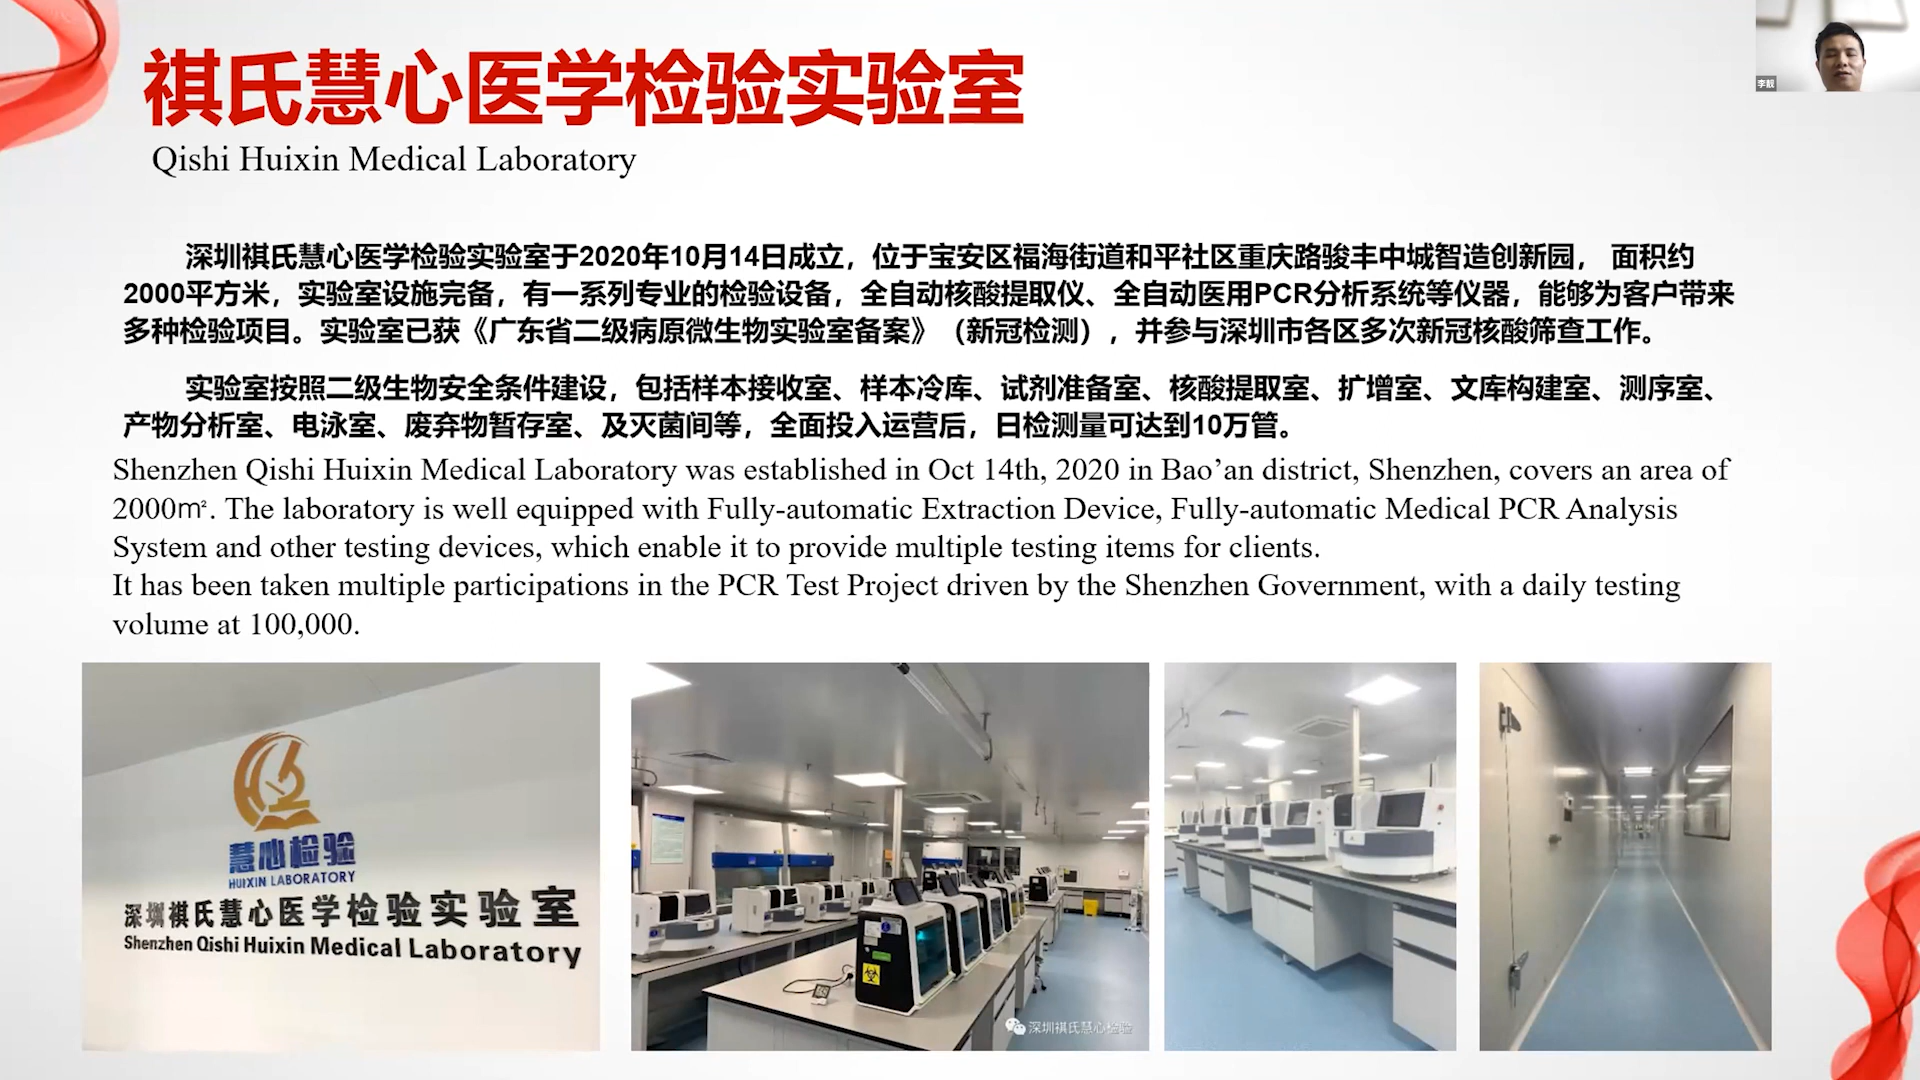 祺氏慧心医学检验实验室
李靓
Qishi Huixin Medical Laboratory
深圳祺氏慧心医学检验实验室于2020年10月14日成立，位于宝安区福海街道和平社区重庆路骏丰中城智造创新园， 面积约
2000平方米，实验室设施完备，有一系列专业的检验设备，全自动核酸提取仪、全自动医用PCR分析系统等仪器，能够为客户带来
多种检验项目。实验室已获《广东省二级病原微生物实验室备案》（新冠检测），并参与深圳市各区多次新冠核酸筛查工作。
实验室按照二级生物安全条件建设，包括样本接收室、样本冷库、试剂准备室、核酸提取室、扩增室、文库构建室、测序室、
产物分析室、电泳室、废弃物暂存室、及灭菌间等，全面投入运营后，日检测量可达到10万管。
Shenzhen Qishi Huixin Medical Laboratory was established in Oct 14th, 2020 in Bao’an district, Shenzhen, covers an area of
2000㎡. The laboratory is well equipped with Fully-automatic Extraction Device, Fully-automatic Medical PCR Analysis
System and other testing devices, which enable it to provide multiple testing items for clients.
It has been taken multiple participations in the PCR Test Project driven by the Shenzhen Government, with a daily testing
volume at 100,000.
慧心检验
HUIXIN LABORATORY
深圳祺氏慧心医学检验实验室
Shenzhen Qishi Huixin Medical Laboratory
深圳祺氏慧心检验